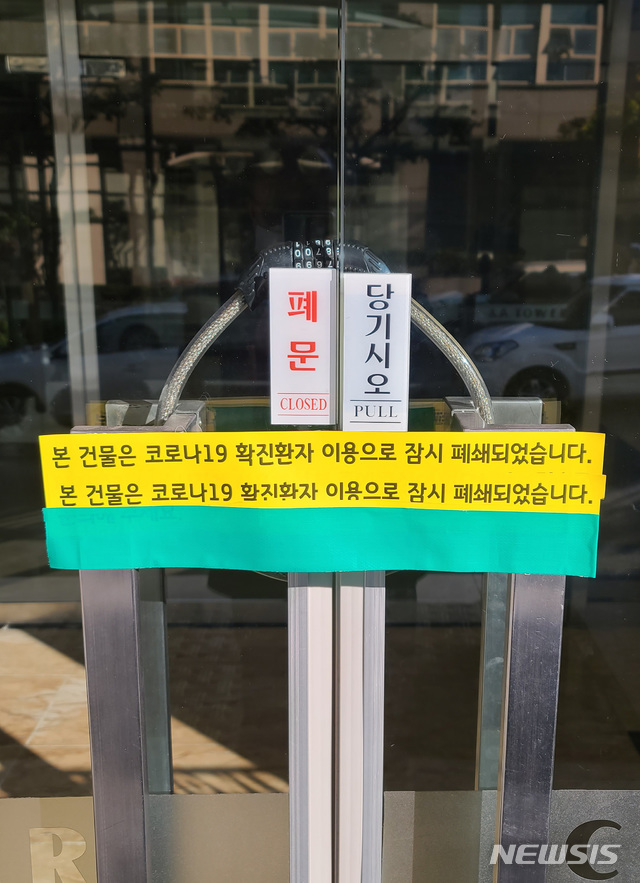 폐문
CLOSED
당기시오
PULL
본 건물은 코로나19 확진환자 이용으로 잠시 폐쇄되었습니다.
본 건물은 코로나19 확진환자 이용으로 잠시 폐쇄되었습니다.
R
C
NEWSIS